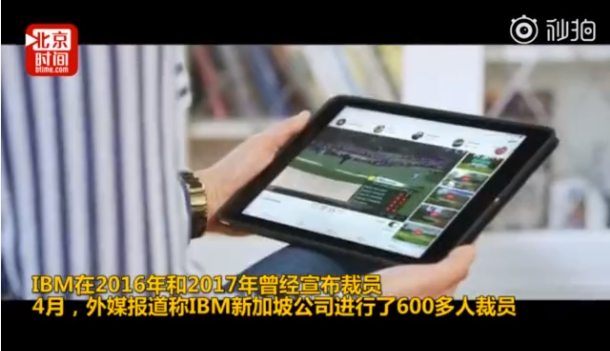 北京
时间
btime.com
秒拍
IBM在2016年和2017年曾经宣布裁员
4月，外媒报道称IBM新加坡公司进行了600多人裁员